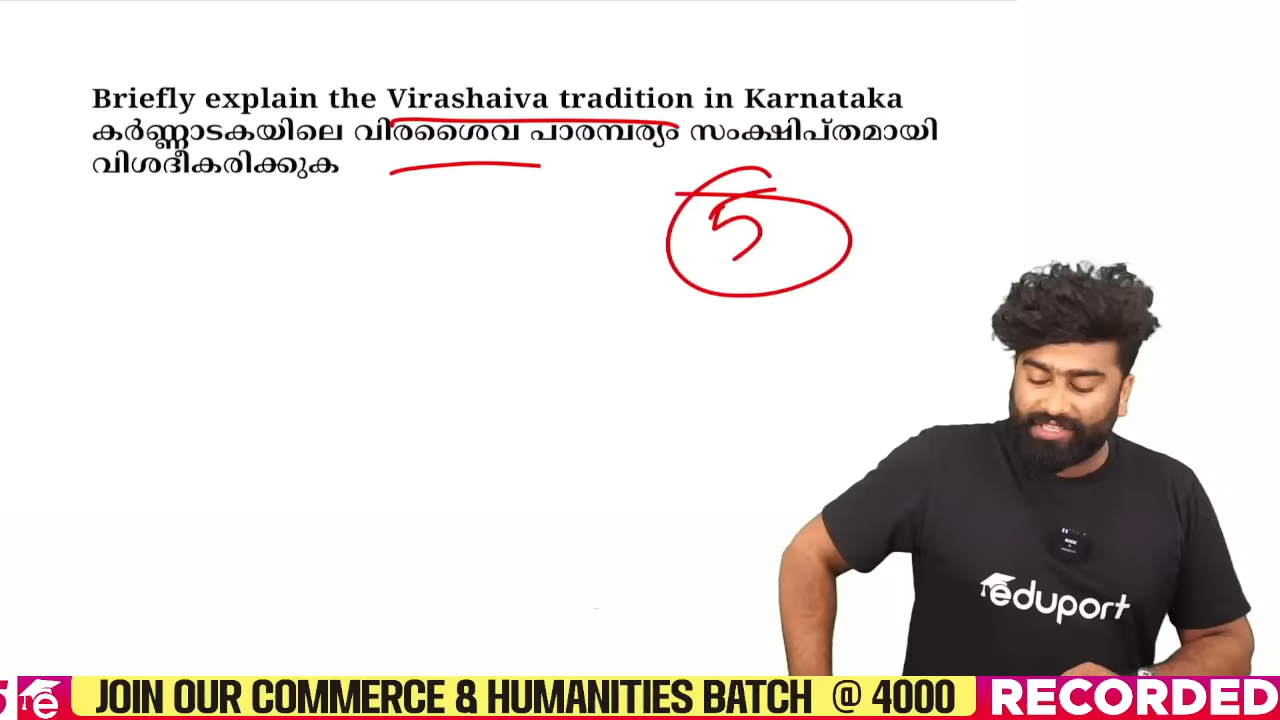 Briefly explain the Virashaiva tradition in Karnataka
കർണ്ണാടകയിലെ വിരശൈവ പാരമ്പര്യം സംക്ഷിപ്തമായി
വിശദീകരിക്കുക
5
eduport
5 e JOIN OUR COMMERCE & HUMANITIES BATCH @ 4000 RECORDED